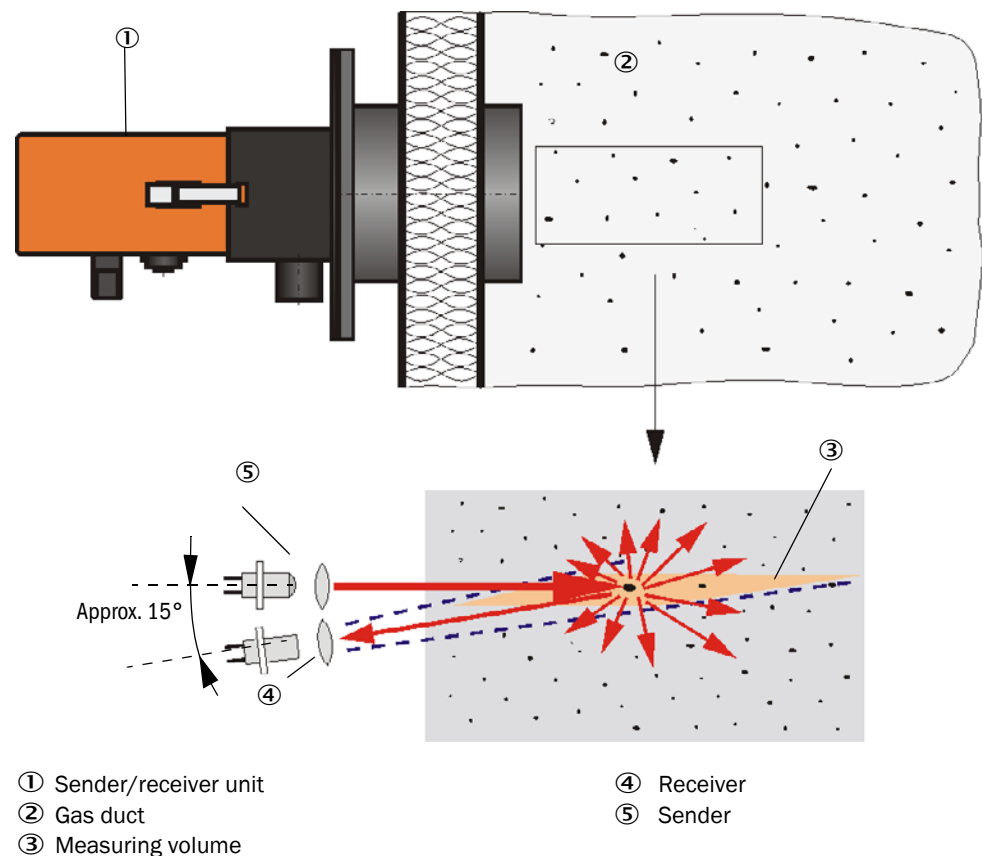 ①
②
③
⑤
Approx. 15°
④
① Sender/receiver unit
② Gas duct
③ Measuring volume
④ Receiver
⑤ Sender